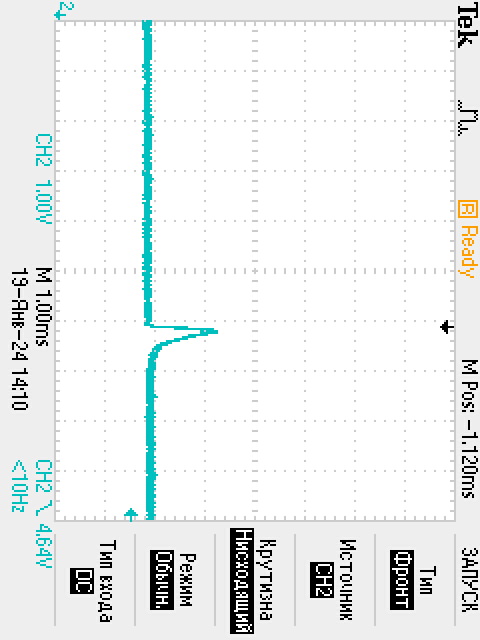 Tek
R Ready
M Pos: -1.120ms
ЗАПУСК
Тип
Фронт
Источник
CH2
Крутизна
Нисходящий
Режим
Обычн.
Тип входа
DC
2
CH2 1.00V
M 1.00ms
CH2 \ 4.64V
19-Янв-24 14:10
<10Hz